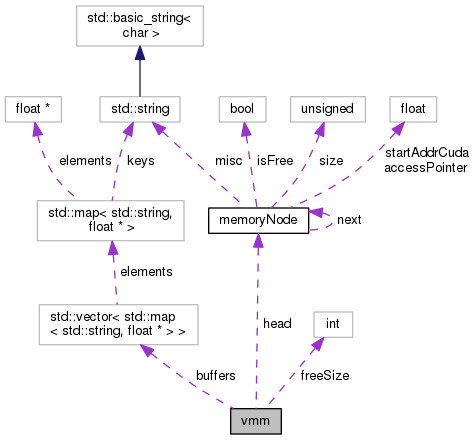 std::basic_string<
char >
float *
std::string
bool
unsigned
float
elements
keys
misc
isFree
size
startAddrCuda
accessPointer
std::map< std::string,
float * >
memoryNode
next
elements
std::vector< std::map
< std::string, float * > >
head
int
buffers
freeSize
vmm